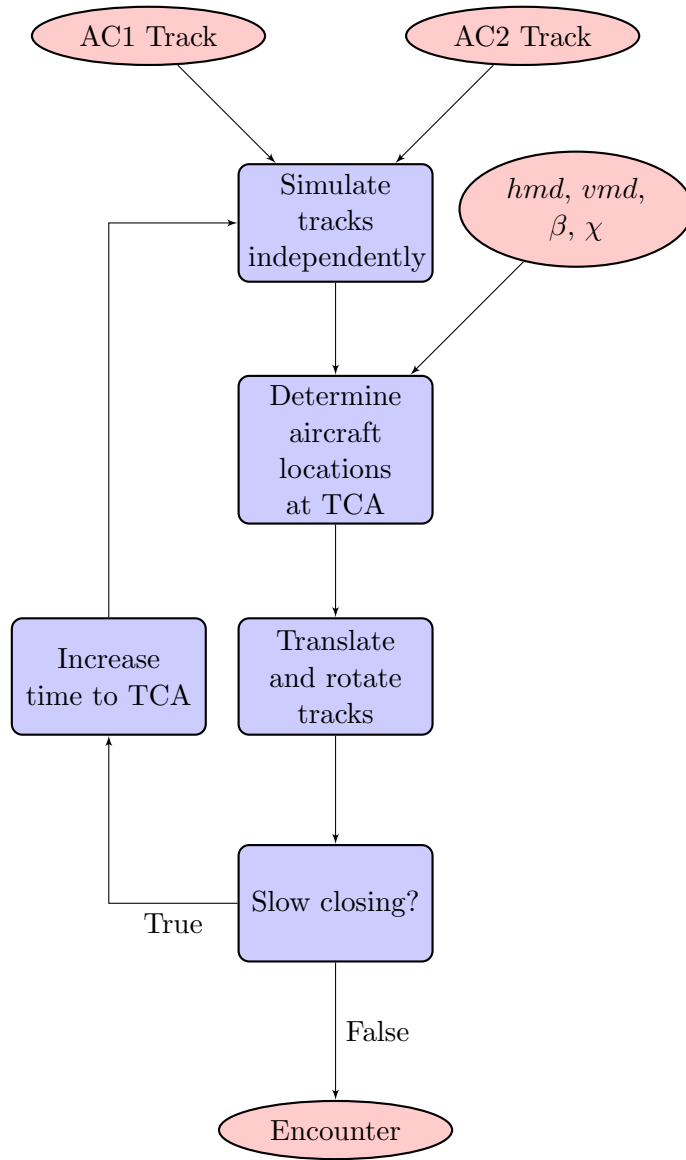 AC1 Track
AC2 Track
Simulate
tracks
independently
hmd, vmd,
β, χ
Determine
aircraft
locations
at TCA
Increase
time to TCA
Translate
and rotate
tracks
Slow closing?
True
False
Encounter